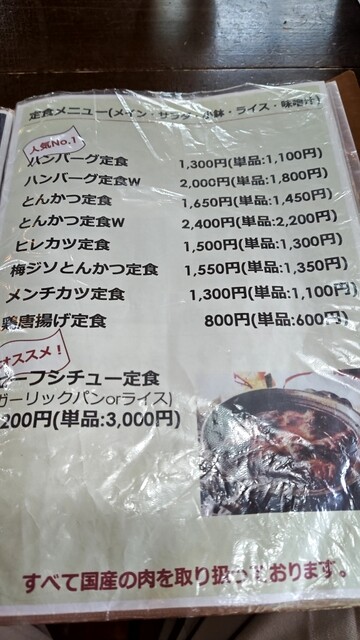 定食メニュー(メイン・サラダ・小鉢・ライス・味噌汁)
人気No.1
ハンバーグ定食 1,300円(単品:1,100円)
ハンバーグ定食W 2,000円(単品:1,800円)
とんかつ定食 1,650円(単品:1,450円)
とんかつ定食W 2,400円(単品:2,200円)
ヒレカツ定食 1,500円(単品:1,300円)
梅ジソとんかつ定食 1,550円(単品:1,350円)
メンチカツ定食 1,300円(単品:1,100円)
鶏唐揚げ定食 800円(単品:600円)
オススメ!
ビーフシチュー定食
(ガーリックパンorライス)
200円(単品:3,000円)
すべて国産の肉を取り扱っております。